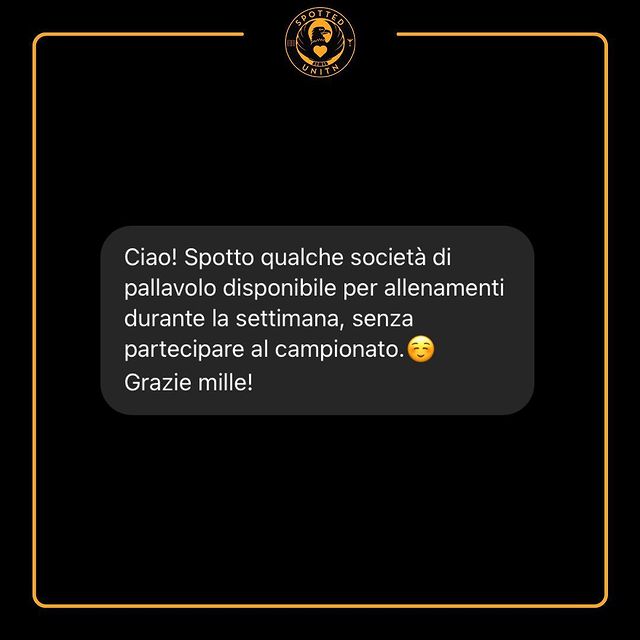 SPOTTED
UNITN
Ciao! Spotto qualche società di
pallavolo disponibile per allenamenti
durante la settimana, senza
partecipare al campionato.☺️
Grazie mille!